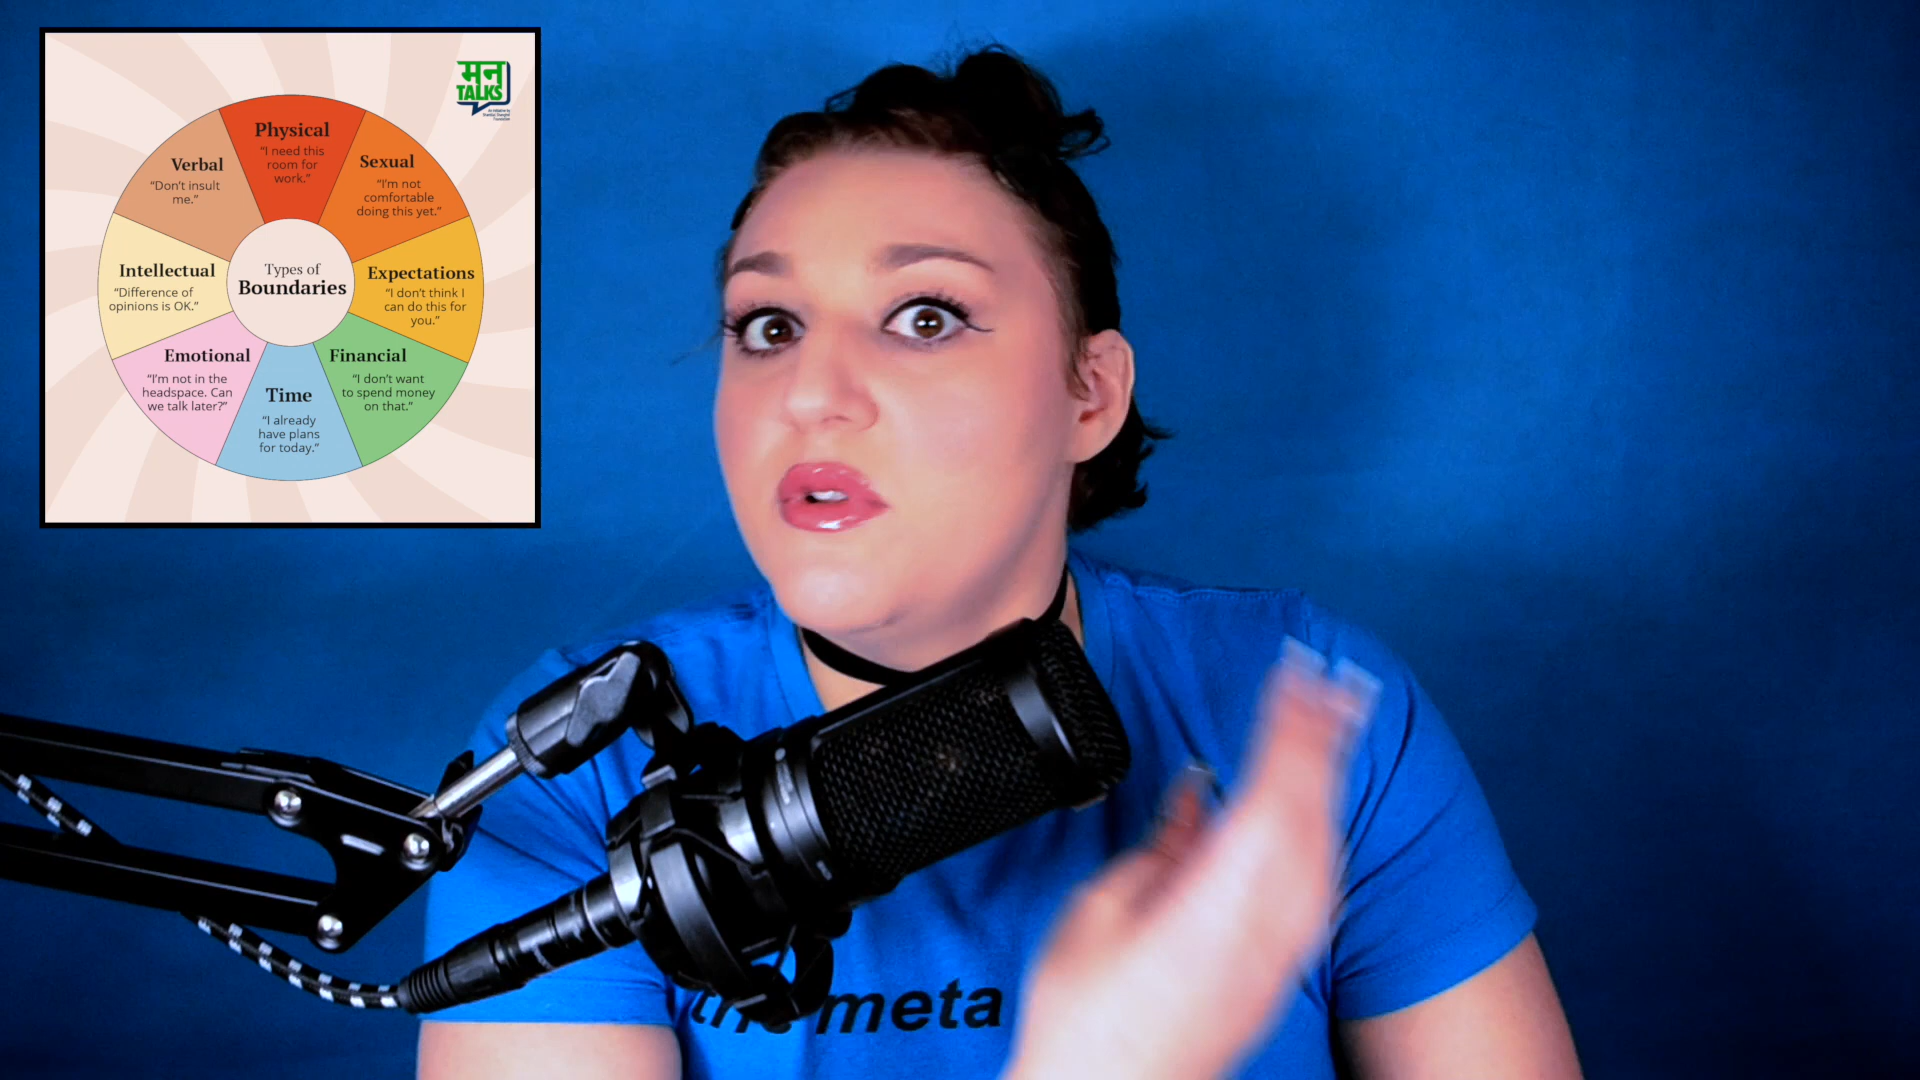 मन
TALKS
Physical
“I need this
room for
work.”
Sexual
“I’m not
comfortable
doing this yet.”
Expectations
“I don’t think I
can do this for
you.”
Financial
“I don’t want
to spend money
on that.”
Time
“I already
have plans
for today.”
Emotional
“I’m not in the
headspace. Can
we talk later?”
Intellectual
“Difference of
opinions is OK.”
Verbal
“Don’t insult
me.”
Types of
Boundaries
the meta